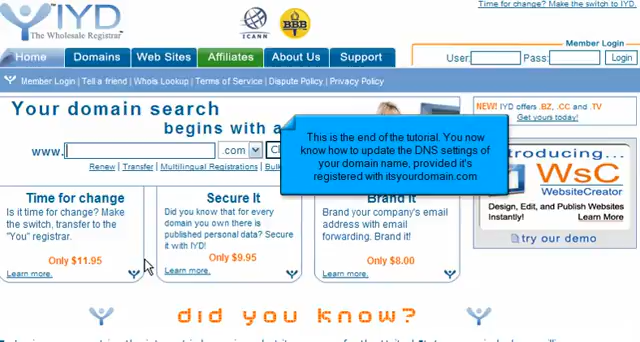 Time for change? Make the switch to IYD.
IYD
The Wholesale Registrar
ICANN
BBB
Member Login
Home
Domains
Web Sites
Affiliates
About Us
Support
User:
Pass:
Login
Member Login | Tell a friend | Whois Lookup | Terms of Service | Dispute Policy | Privacy Policy
Your domain search
begins with a
www.
.com
Renew | Transfer | Multilingual Registrations |
This is the end of the tutorial. You now
know how to update the DNS settings of
your domain name, provided it's
registered with itsyourdomain.com
NEW! IYD offers .BZ, .CC and .TV
Get yours today!
WsC
WebsiteCreator
Design, Edit, and Publish Websites
Instantly!
Learn More
try our demo
Time for change
Is it time for change? Make
the switch, transfer to the
"You" registrar.
Only $11.95
Learn more.
Secure It
Did you know that for every
domain you own there is
published personal data? Secure
it with IYD!
Only $9.95
Learn more.
Brand It
Brand your company's email
address with email
forwarding. Brand it!
Only $8.00
Learn more.
did you know?